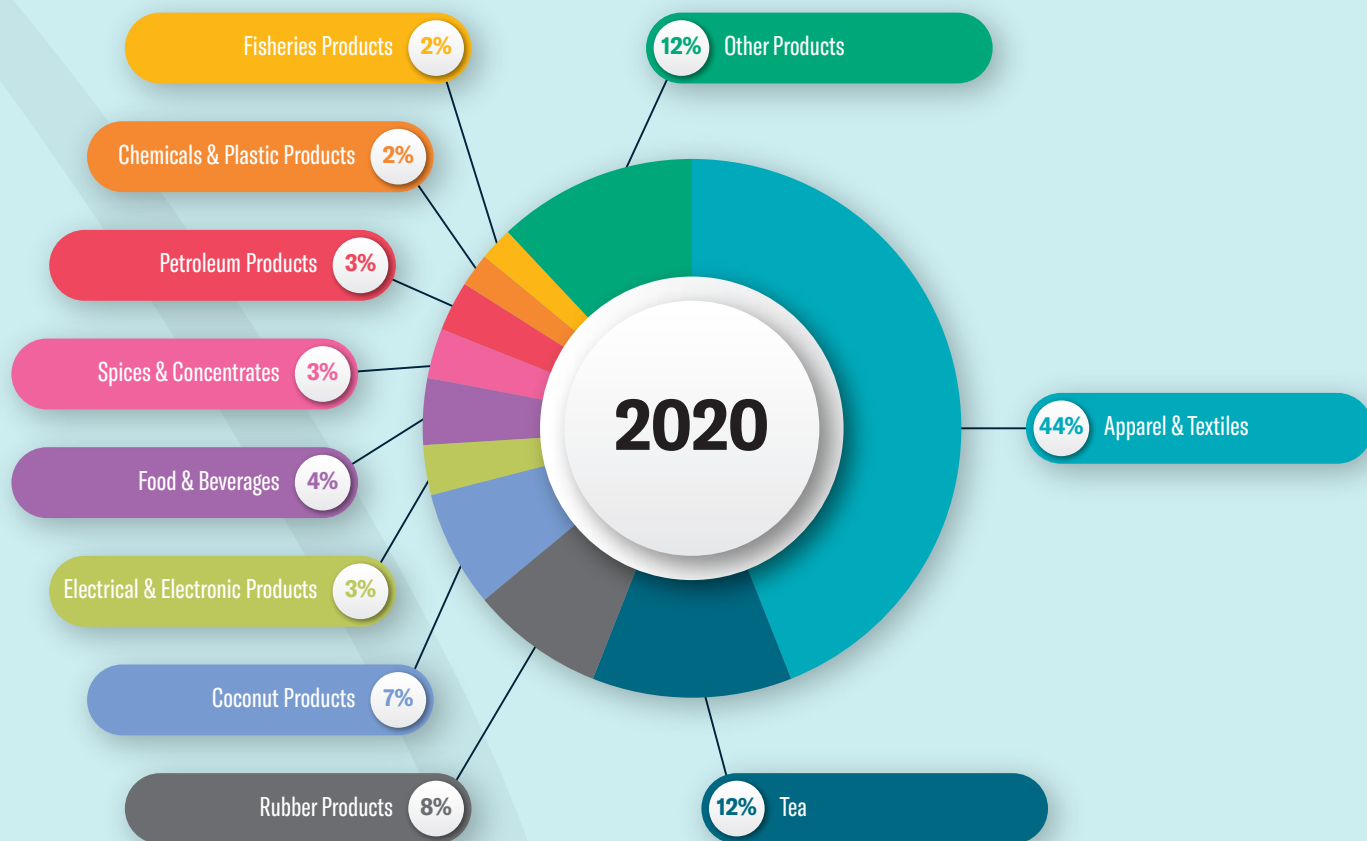 Fisheries Products 2%
12% Other Products
Chemicals & Plastic Products 2%
Petroleum Products 3%
Spices & Concentrates 3%
2020
44% Apparel & Textiles
Food & Beverages 4%
Electrical & Electronic Products 3%
Coconut Products 7%
Rubber Products 8%
12% Tea